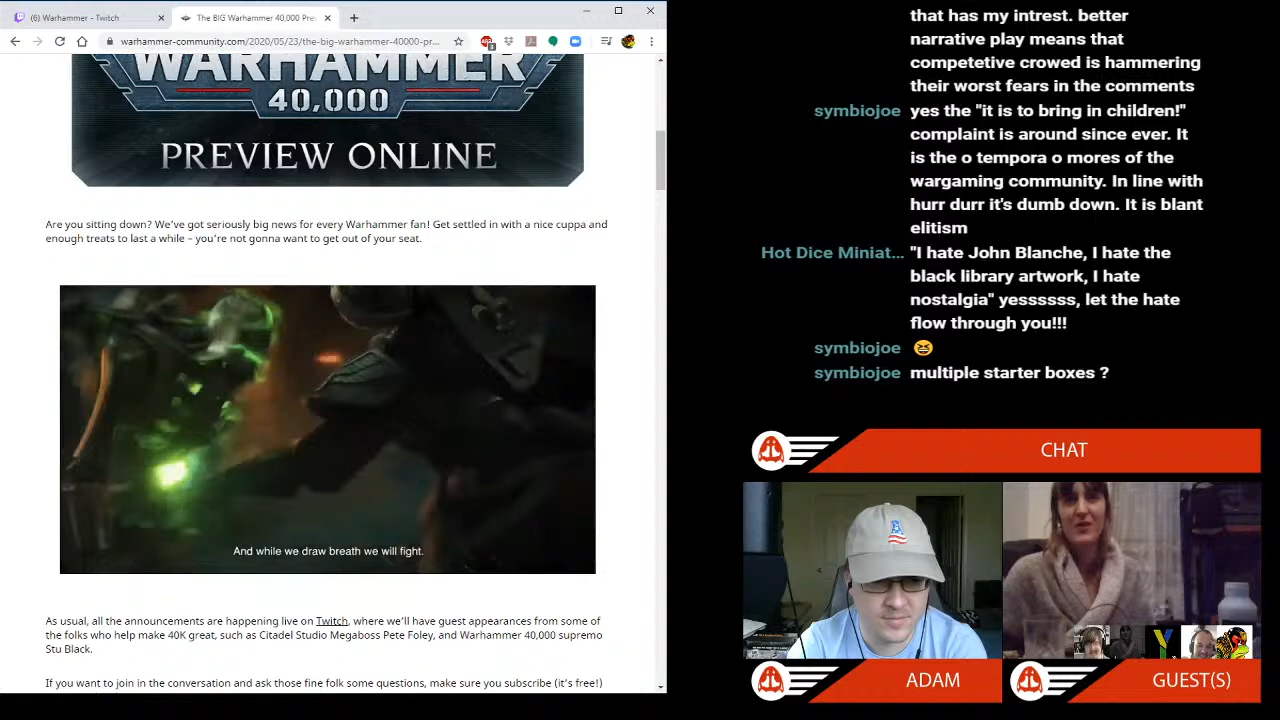 (6) Warhammer - Twitch
The BIG Warhammer 40,000 Pre
warhammer-community.com/2020/05/23/the-big-warhammer-40000-pr...
WARHAMMER
40,000
PREVIEW ONLINE
Are you sitting down? We've got seriously big news for every Warhammer fan! Get settled in with a nice cuppa and
enough treats to last a while – you're not gonna want to get out of your seat.
And while we draw breath we will fight.
As usual, all the announcements are happening live on Twitch, where we'll have guest appearances from some of
the folks who help make 40K great, such as Citadel Studio Megaboss Pete Foley, and Warhammer 40,000 supremo
Stu Black.
If you want to join in the conversation and ask those fine folk some questions, make sure you subscribe (it's free!)
that has my intrest. better
narrative play means that
competetive crowed is hammering
their worst fears in the comments
symbiojoe yes the "it is to bring in children!"
complaint is around since ever. It
is the o tempora o mores of the
wargaming community. In line with
hurr durr it's dumb down. It is blant
elitism
Hot Dice Miniat... "I hate John Blanche, I hate the
black library artwork, I hate
nostalgia" yessssss, let the hate
flow through you!!!
symbiojoe 😆
symbiojoe multiple starter boxes ?
CHAT
ADAM
GUEST(S)